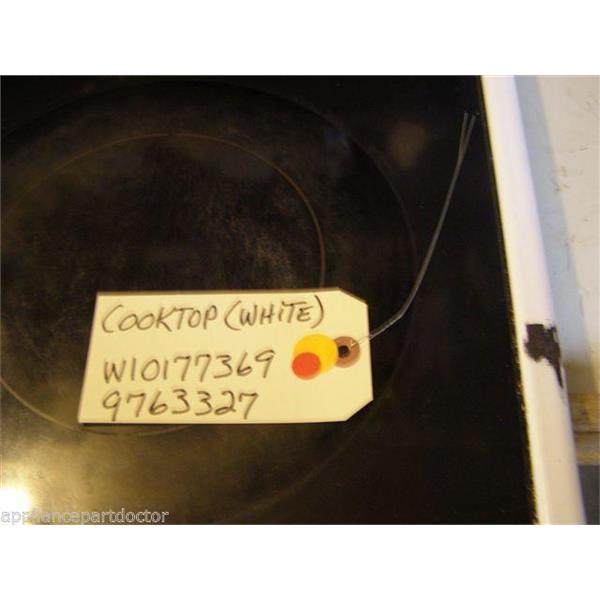 COOKTOP (WHITE)
W10177369
9763327
appliancepartdoctor